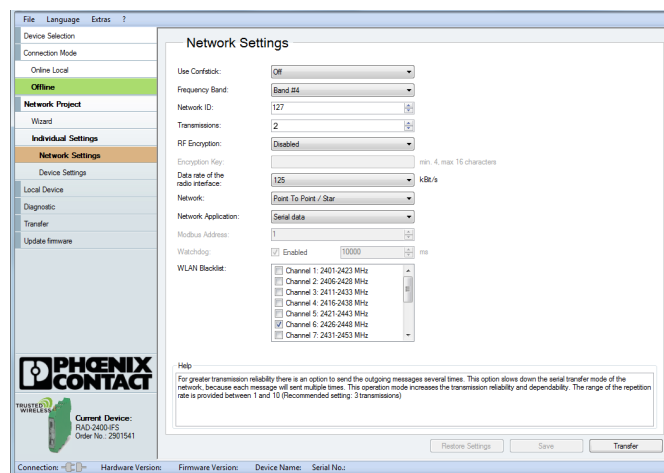 File Language Extras ?
Device Selection
Connection Mode
Online Local
Offline
Network Project
Wizard
Individual Settings
Network Settings
Device Settings
Local Device
Diagnostic
Transfer
Update firmware
PHŒNIX
CONTACT
TRUSTED
WIRELESS
Current Device:
RAD-2400-IFS
Order No.: 2901541
Network Settings
Use Confstick: Off
Frequency Band: Band #4
Network ID: 127
Transmissions: 2
RF Encryption: Disabled
Encryption Key: min. 4, max 16 characters
Data rate of the
radio interface: 125 kBit/s
Network: Point To Point / Star
Network Application: Serial data
Modbus Address: 1
Watchdog: Enabled 10000 ms
WLAN Blacklist: Channel 1: 2401-2423 MHz
Channel 2: 2406-2428 MHz
Channel 3: 2411-2433 MHz
Channel 4: 2416-2438 MHz
Channel 5: 2421-2443 MHz
Channel 6: 2426-2448 MHz
Channel 7: 2431-2453 MHz
Help
For greater transmission reliability there is an option to send the outgoing messages several times. This option slows down the serial transfer mode of the
network, because each message will sent multiple times. This operation mode increases the transmission reliability and dependability. The range of the repetition
rate is provided between 1 and 10 (Recommended setting: 3 transmissions)
Restore Settings Save Transfer
Connection: Hardware Version: Firmware Version: Device Name: Serial No.: